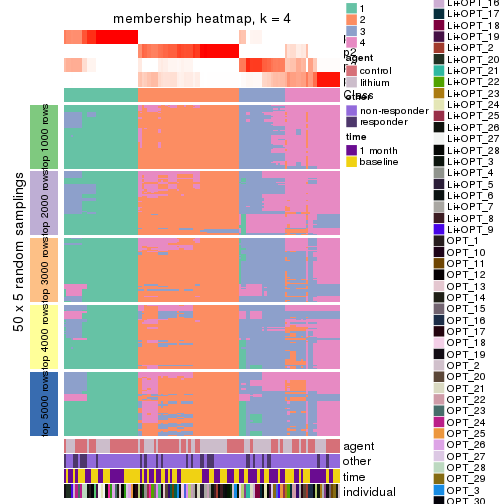 membership heatmap, k = 4
p2
Class
50 x 5 random samplings
top 1000 rows
top 2000 rows
top 3000 rows
top 4000 rows
top 5000 rows
agent
other
time
individual
1
2
3
4
agent
control
lithium
non-responder
responder
time
1 month
baseline
Li+OPT_16
Li+OPT_17
Li+OPT_18
Li+OPT_19
Li+OPT_2
Li+OPT_20
Li+OPT_21
Li+OPT_22
Li+OPT_23
Li+OPT_24
Li+OPT_25
Li+OPT_26
Li+OPT_27
Li+OPT_28
Li+OPT_3
Li+OPT_4
Li+OPT_5
Li+OPT_6
Li+OPT_7
Li+OPT_8
Li+OPT_9
OPT_1
OPT_10
OPT_11
OPT_12
OPT_13
OPT_14
OPT_15
OPT_16
OPT_17
OPT_18
OPT_19
OPT_2
OPT_20
OPT_21
OPT_22
OPT_23
OPT_24
OPT_25
OPT_26
OPT_27
OPT_28
OPT_29
OPT_3
OPT_4